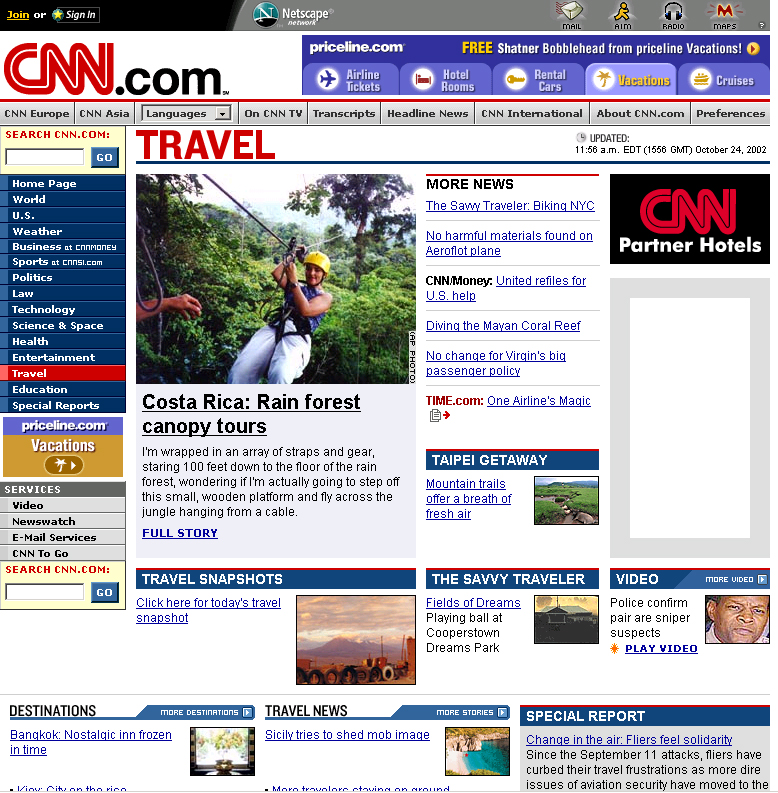 Join or Sign In
Netscape®
network
MAIL AIM RADIO MAPS ?
CNN.com
SM
priceline.com
FREE Shatner Bobblehead from priceline Vacations!
Airline Tickets
Hotel Rooms
Rental Cars
Vacations
Cruises
CNN Europe CNN Asia Languages On CNN TV Transcripts Headline News CNN International About CNN.com Preferences
SEARCH CNN.COM:
GO
Home Page
World
U.S.
Weather
Business at CNNMONEY
Sports at CNNSI.com
Politics
Law
Technology
Science & Space
Health
Entertainment
Travel
Education
Special Reports
priceline.com
Vacations
SERVICES
Video
Newswatch
E-Mail Services
CNN To Go
SEARCH CNN.COM:
GO
TRAVEL
UPDATED:
11:56 a.m. EDT (1556 GMT) October 24, 2002
(AP PHOTO)
Costa Rica: Rain forest
canopy tours
I'm wrapped in an array of straps and gear,
staring 100 feet down to the floor of the rain
forest, wondering if I'm actually going to step off
this small, wooden platform and fly across the
jungle hanging from a cable.
FULL STORY
MORE NEWS
The Savvy Traveler: Biking NYC
No harmful materials found on
Aeroflot plane
CNN/Money: United refiles for
U.S. help
Diving the Mayan Coral Reef
No change for Virgin's big
passenger policy
TIME.com: One Airline's Magic
TAIPEI GETAWAY
Mountain trails
offer a breath of
fresh air
CNN
Partner Hotels
TRAVEL SNAPSHOTS
Click here for today's travel
snapshot
THE SAVVY TRAVELER
Fields of Dreams
Playing ball at
Cooperstown
Dreams Park
VIDEO MORE VIDEO
Police confirm
pair are sniper
suspects
PLAY VIDEO
DESTINATIONS MORE DESTINATIONS
Bangkok: Nostalgic inn frozen
in time
• Kiev: City on the rise
TRAVEL NEWS MORE STORIES
Sicily tries to shed mob image
• More travelers staying on ground
SPECIAL REPORT
Change in the air: Fliers feel solidarity
Since the September 11 attacks, fliers have
curbed their travel frustrations as more dire
issues of aviation security have moved to the